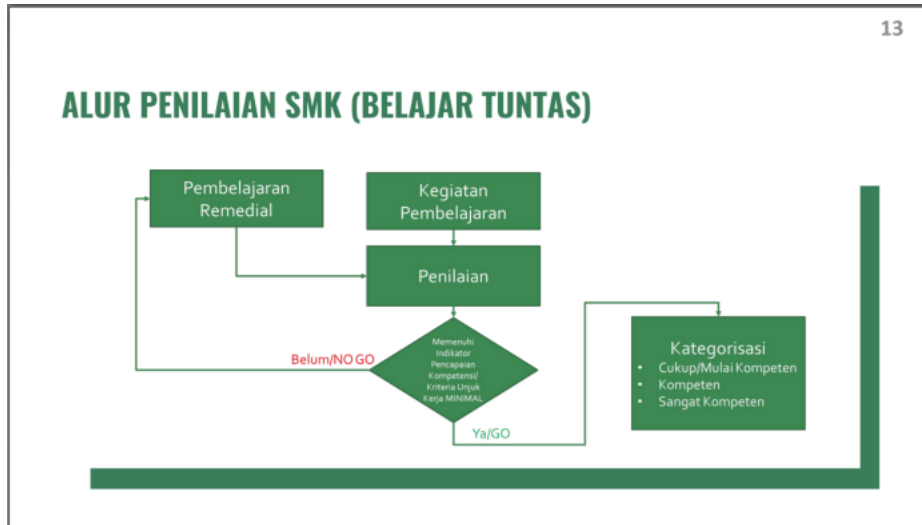 13
ALUR PENILAIAN SMK (BELAJAR TUNTAS)
Pembelajaran
Remedial
Kegiatan
Pembelajaran
Penilaian
Belum/NO GO
Memenuhi
Indikator
Pencapaian
Kompetensi/
Kriteria Unjuk
Kerja MINIMAL
Ya/GO
Kategorisasi
• Cukup/Mulai Kompeten
• Kompeten
• Sangat Kompeten